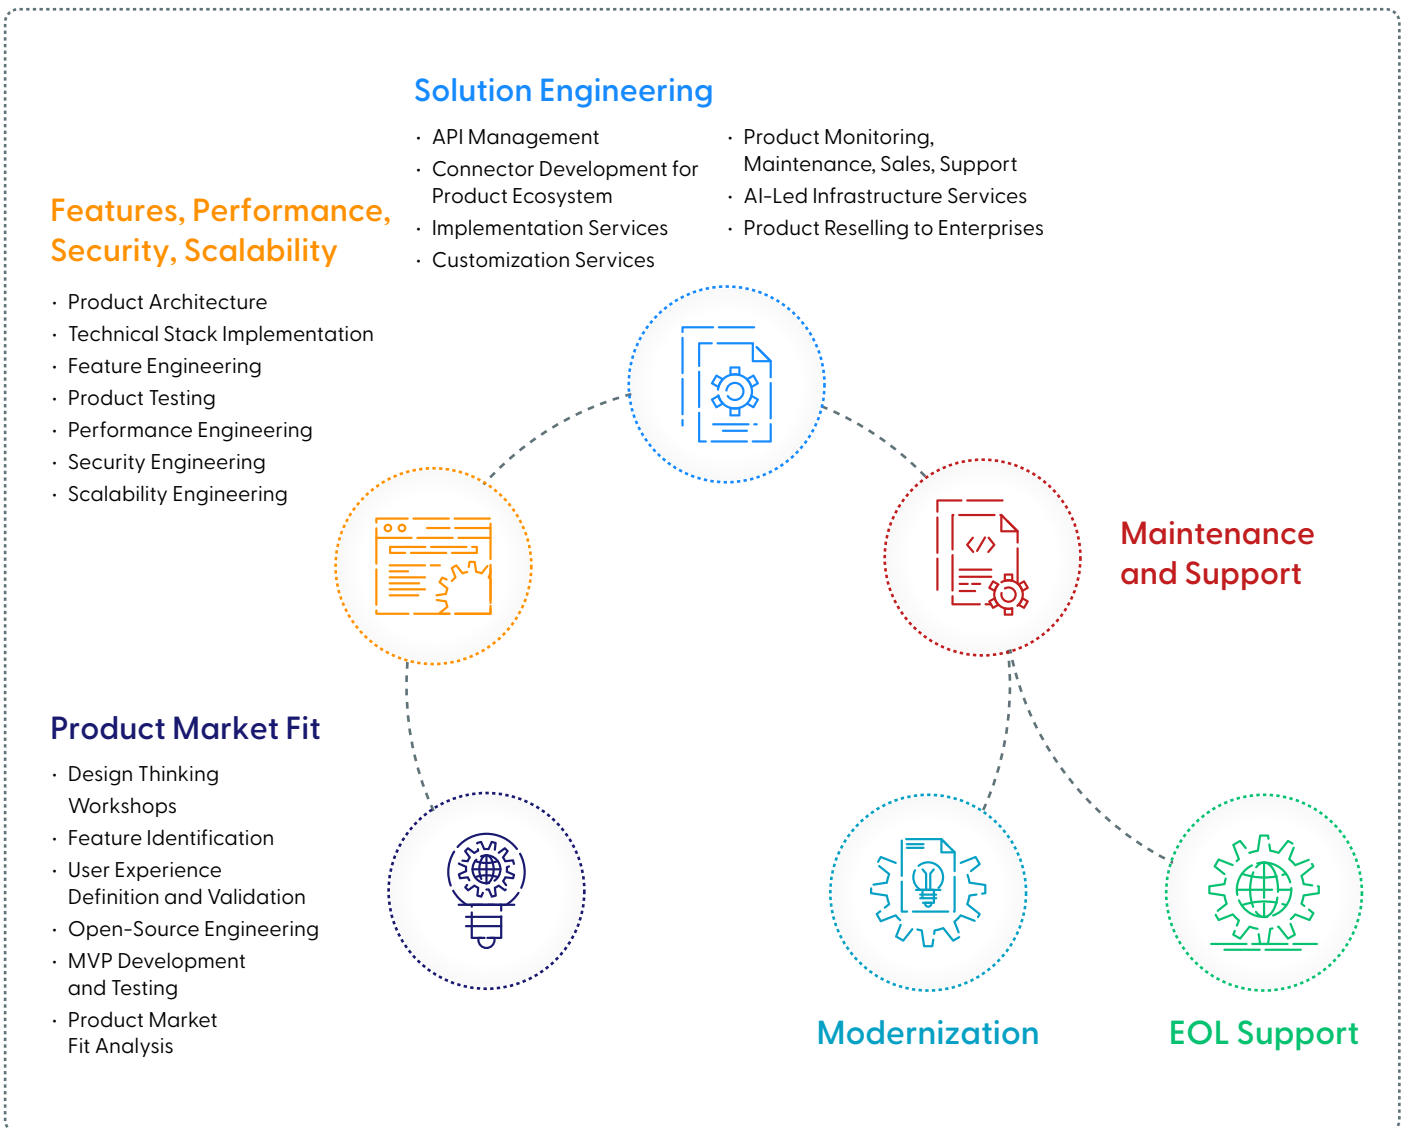 Solution Engineering
· API Management
· Connector Development for
Product Ecosystem
· Implementation Services
· Customization Services
· Product Monitoring,
Maintenance, Sales, Support
· AI-Led Infrastructure Services
· Product Reselling to Enterprises
Features, Performance,
Security, Scalability
· Product Architecture
· Technical Stack Implementation
· Feature Engineering
· Product Testing
· Performance Engineering
· Security Engineering
· Scalability Engineering
</>
Maintenance
and Support
Product Market Fit
· Design Thinking
Workshops
· Feature Identification
· User Experience
Definition and Validation
· Open-Source Engineering
· MVP Development
and Testing
· Product Market
Fit Analysis
Modernization
EOL Support